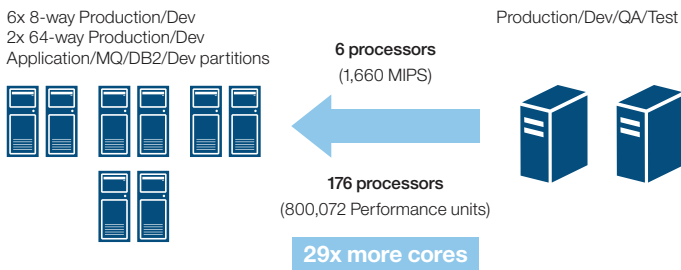 6x 8-way Production/Dev
2x 64-way Production/Dev
Application/MQ/DB2/Dev partitions
6 processors
(1,660 MIPS)
Production/Dev/QA/Test
176 processors
(800,072 Performance units)
29x more cores